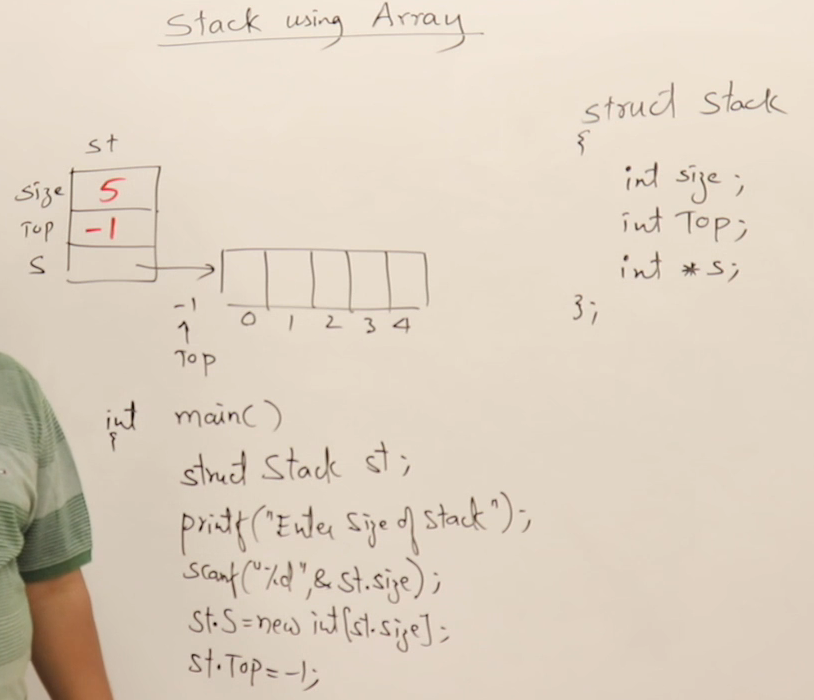 Stack using Array
st
size 5
Top -1
S
-1
0 1 2 3 4
Top
struct Stack
{
int size;
int Top;
int *s;
};
int main()
{
struct Stack st;
printf("Enter Size of Stack");
scanf("%d",&st.size);
st.S=new int[st.size];
st.Top=-1;